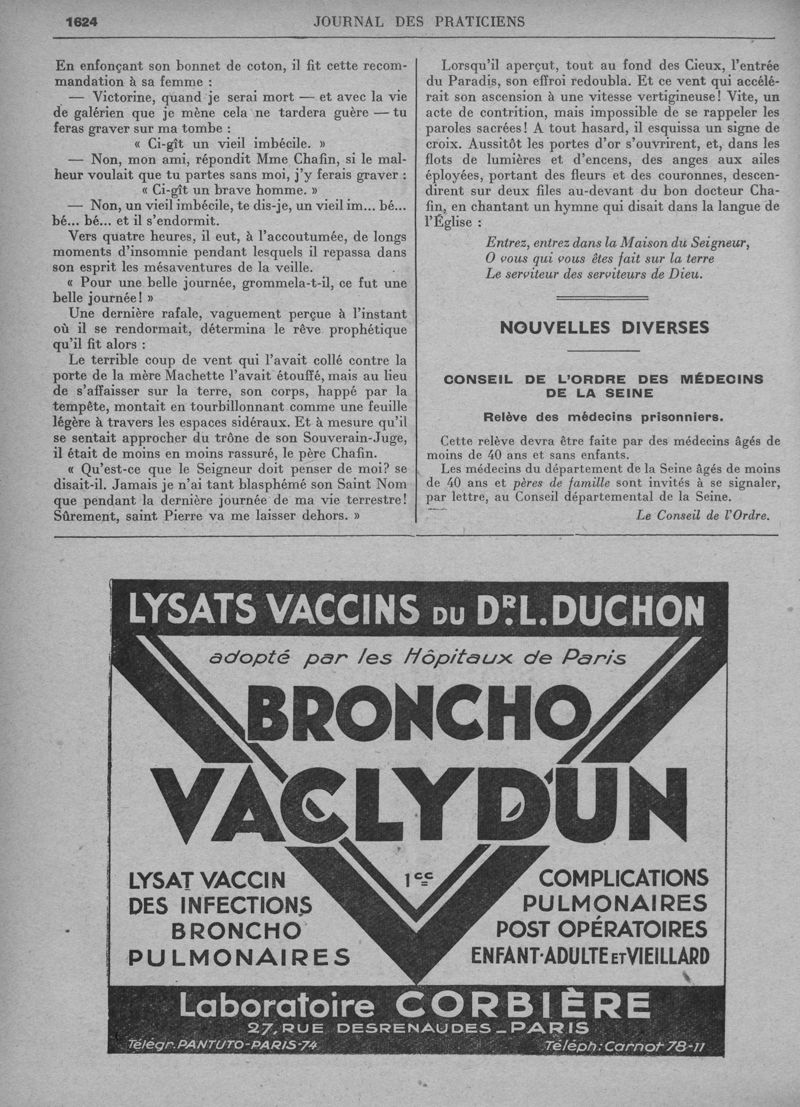 1624
JOURNAL DES PRATICIENS
En enfonçant son bonnet de coton, il fit cette recom-
mandation à sa femme :
— Victorine, quand je serai mort — et avec la vie
de galérien que je mène cela ne tardera guère — tu
feras graver sur ma tombe :
« Ci-gît un vieil imbécile. »
— Non, mon ami, répondit Mme Chafin, si le mal-
heur voulait que tu partes sans moi, j'y ferais graver :
« Ci-gît un brave homme. »
— Non, un vieil imbécile, te dis-je, un vieil im... bé...
bé... bé... et il s'endormit.
Vers quatre heures, il eut, à l'accoutumée, de longs
moments d'insomnie pendant lesquels il repassa dans
son esprit les mésaventures de la veille.
« Pour une belle journée, grommela-t-il, ce fut une
belle journée! »
Une dernière rafale, vaguement perçue à l'instant
où il se rendormait, détermina le rêve prophétique
qu'il fit alors :
Le terrible coup de vent qui l'avait collé contre la
porte de la mère Machette l'avait étouffé, mais au lieu
de s'affaisser sur la terre, son corps, happé par la
tempête, montait en tourbillonnant comme une feuille
légère à travers les espaces sidéraux. Et à mesure qu'il
se sentait approcher du trône de son Souverain-Juge,
il était de moins en moins rassuré, le père Chafin.
« Qu'est-ce que le Seigneur doit penser de moi? se
disait-il. Jamais je n'ai tant blasphémé son Saint Nom
que pendant la dernière journée de ma vie terrestre!
Sûrement, saint Pierre va me laisser dehors. »
Lorsqu'il aperçut, tout au fond des Cieux, l'entrée
du Paradis, son effroi redoubla. Et ce vent qui accélé-
rait son ascension à une vitesse vertigineuse! Vite, un
acte de contrition, mais impossible de se rappeler les
paroles sacrées! A tout hasard, il esquissa un signe de
croix. Aussitôt les portes d'or s'ouvrirent, et, dans les
flots de lumières et d'encens, des anges aux ailes
éployées, portant des fleurs et des couronnes, descen-
dirent sur deux files au-devant du bon docteur Cha-
fin, en chantant un hymne qui disait dans la langue de
l'Église :
Entrez, entrez dans la Maison du Seigneur,
O vous qui vous êtes fait sur la terre
Le serviteur des serviteurs de Dieu.
NOUVELLES DIVERSES
CONSEIL DE L'ORDRE DES MÉDECINS
DE LA SEINE
Relève des médecins prisonniers.
Cette relève devra être faite par des médecins âgés de
moins de 40 ans et sans enfants.
Les médecins du département de la Seine âgés de moins
de 40 ans et pères de famille sont invités à se signaler,
par lettre, au Conseil départemental de la Seine.
Le Conseil de l'Ordre.
LYSATS VACCINS DU DR. L. DUCHON
adopté par les Hôpitaux de Paris
BRONCHO
VACLYDUN
1cc
LYSAT VACCIN
DES INFECTIONS
BRONCHO
PULMONAIRES
COMPLICATIONS
PULMONAIRES
POST OPÉRATOIRES
ENFANT-ADULTE ET VIEILLARD
Laboratoire CORBIÈRE
27, RUE DESRENAUDES - PARIS
Télégr. PANTUTO-PARIS-74
Téléph: Carnot 78-11